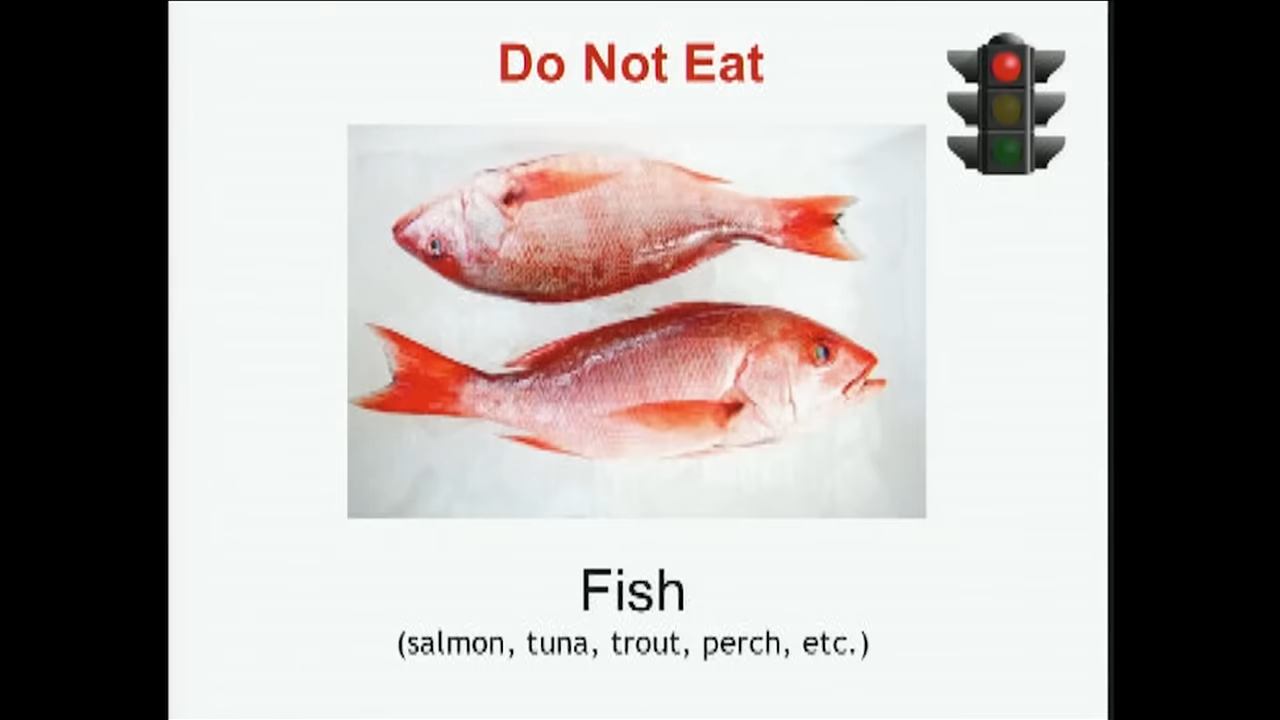 Do Not Eat
Fish
(salmon, tuna, trout, perch, etc.)